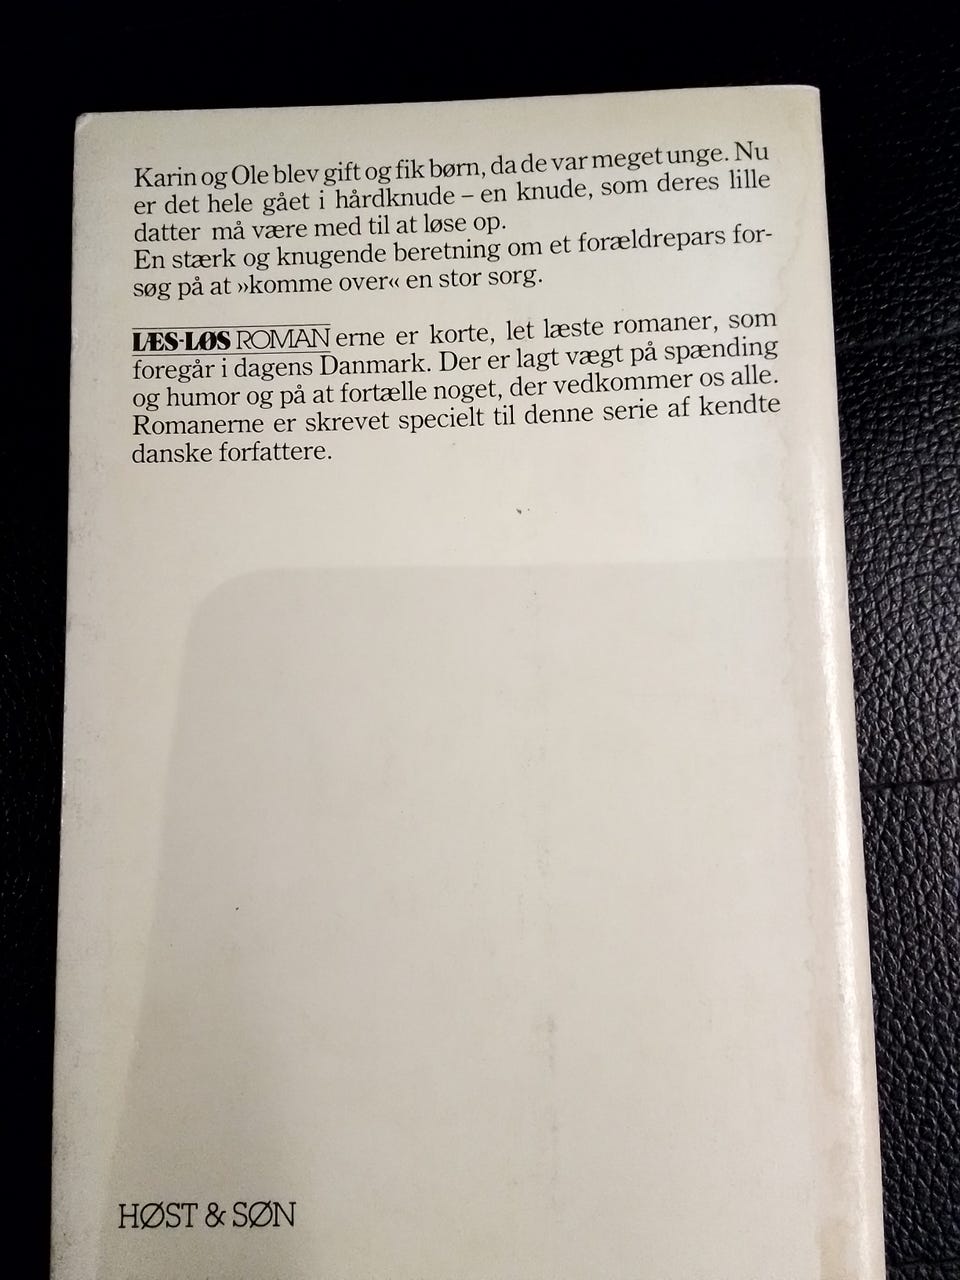 Karin og Ole blev gift og fik børn, da de var meget unge. Nu
er det hele gået i hårdknude – en knude, som deres lille
datter må være med til at løse op.
En stærk og knugende beretning om et forældrepars for-
søg på at »komme over« en stor sorg.
LÆS-LØS ROMAN erne er korte, let læste romaner, som
foregår i dagens Danmark. Der er lagt vægt på spænding
og humor og på at fortælle noget, der vedkommer os alle.
Romanerne er skrevet specielt til denne serie af kendte
danske forfattere.
HØST & SØN